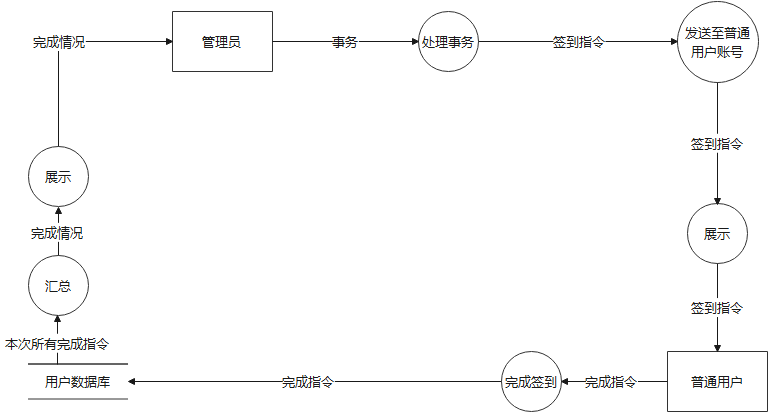 完成情况
管理员
事务
处理事务
签到指令
发送至普通
用户账号
签到指令
展示
签到指令
普通用户
完成指令
完成签到
完成指令
用户数据库
本次所有完成指令
汇总
完成情况
展示